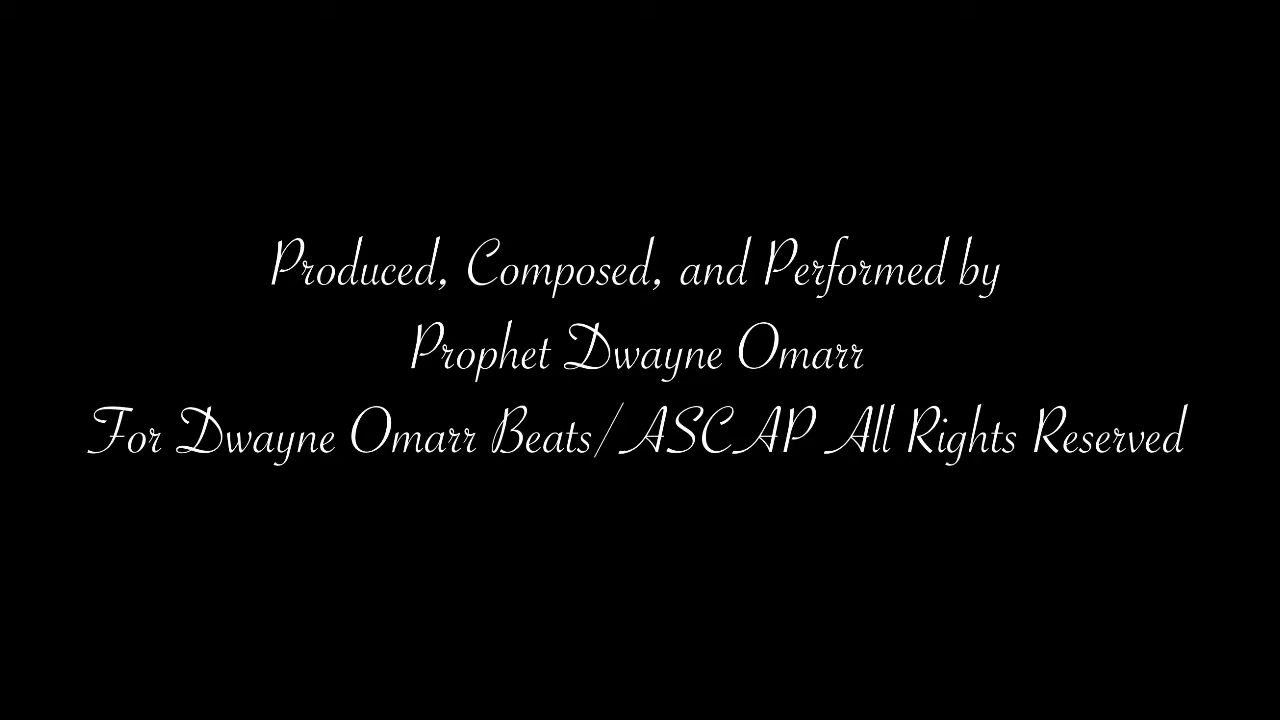 Produced, Composed, and Performed by
Prophet Dwayne Omarr
For Dwayne Omarr Beats/ASCAP All Rights Reserved